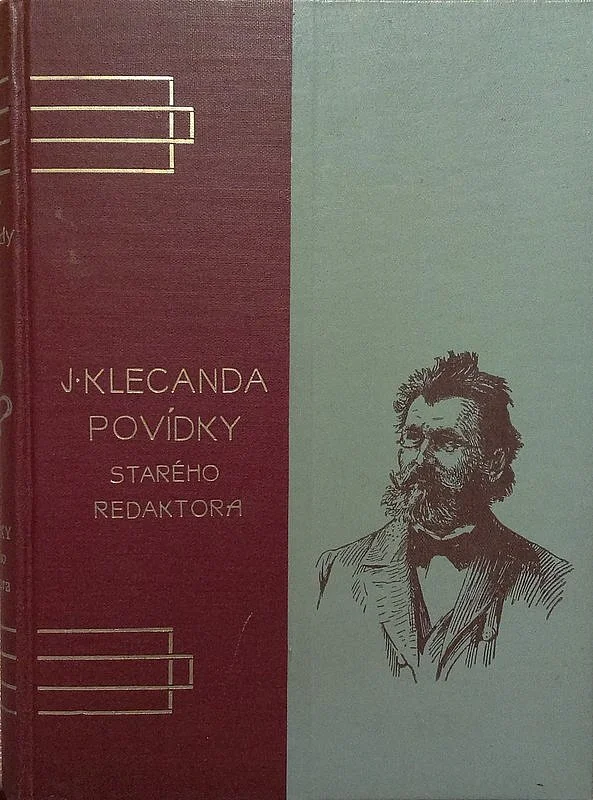 J. KLECANDA
POVÍDKY
STARÉHO
REDAKTORA